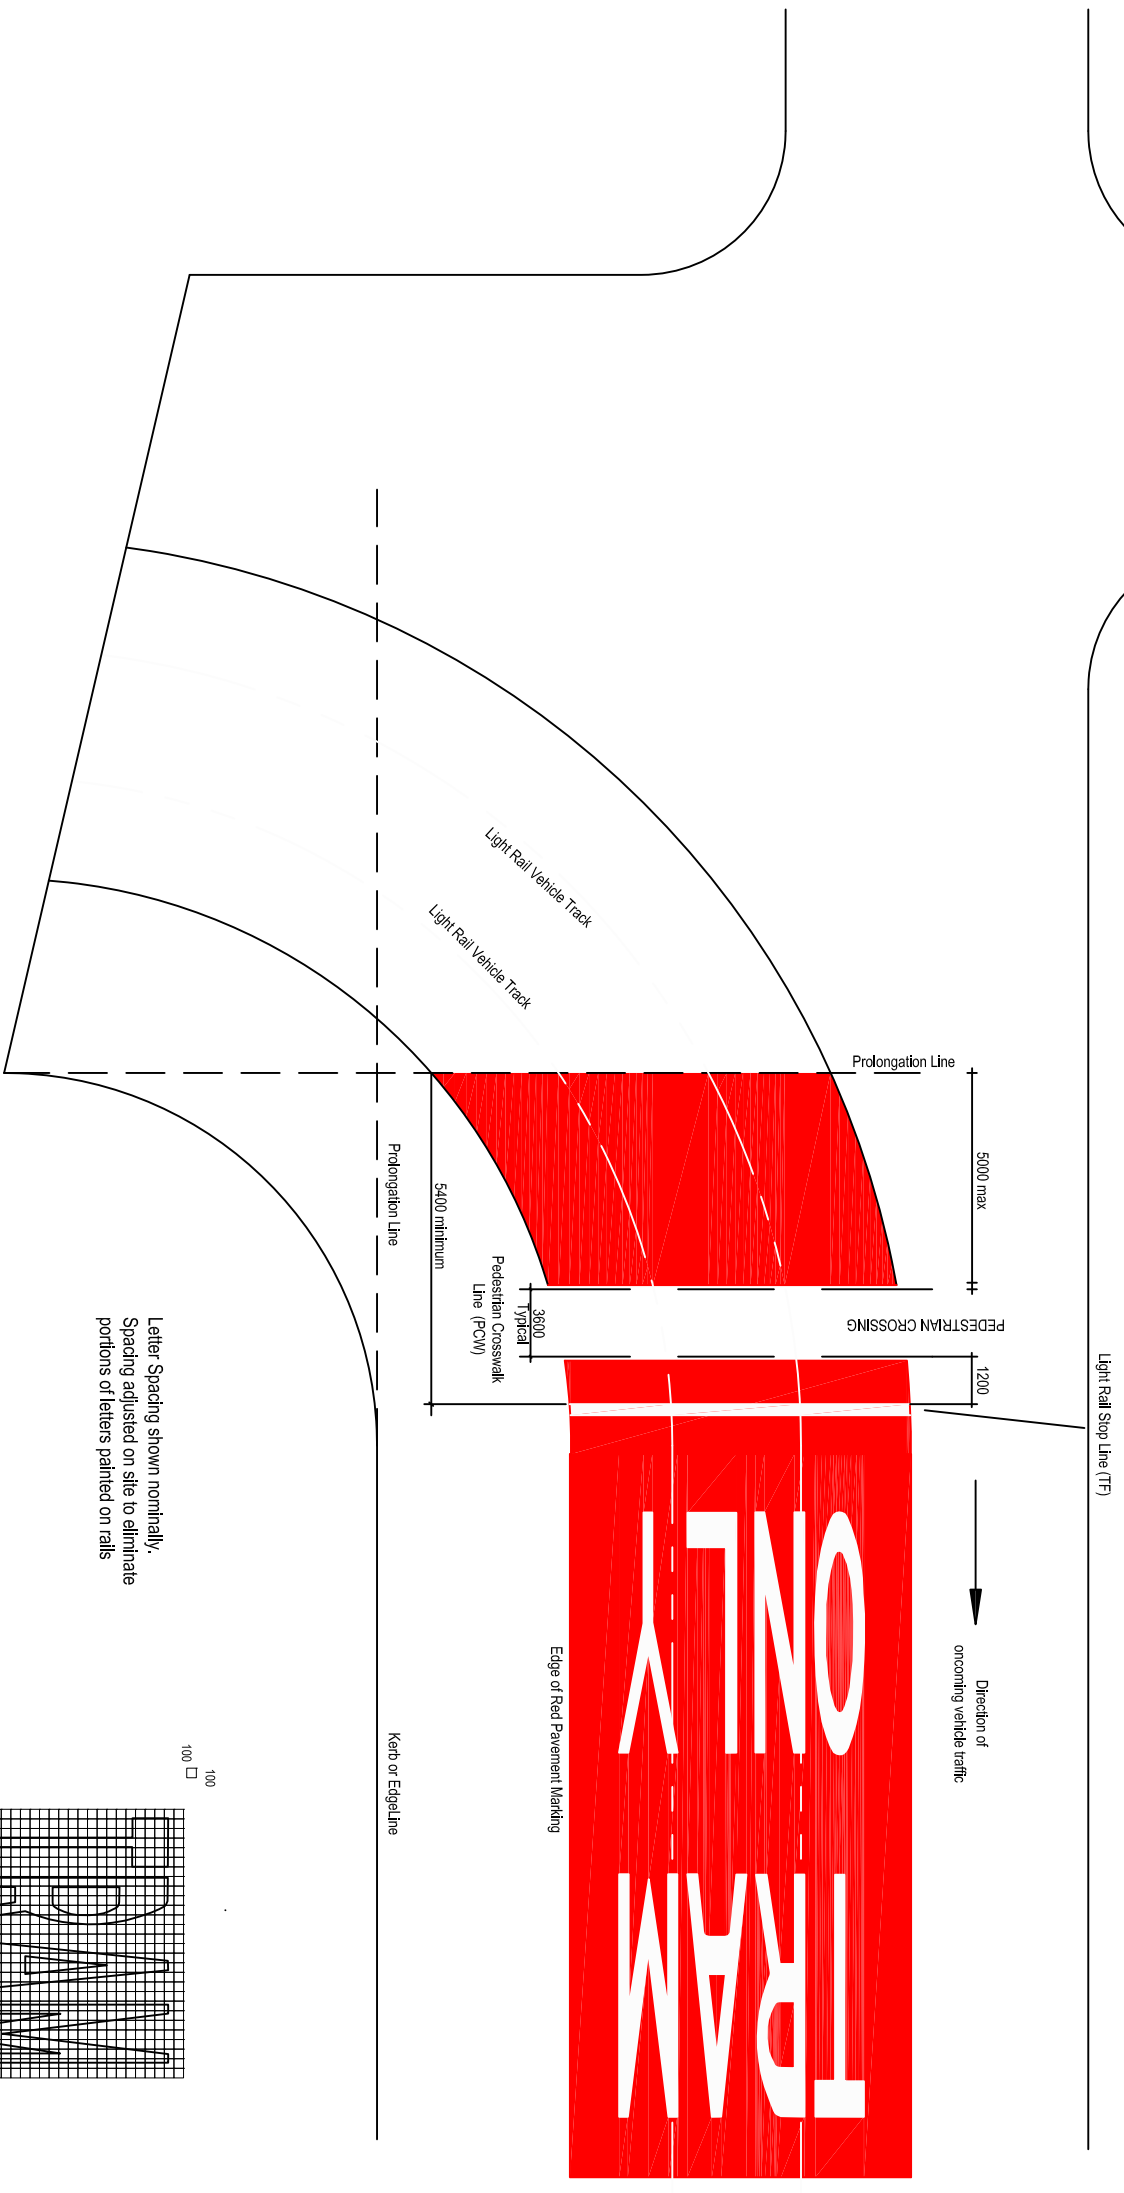 Light Rail Stop Line (TF)
Direction of
oncoming vehicle traffic
Prolongation Line
5000 max
PEDESTRIAN CROSSING
1200
Light Rail Vehicle Track
Light Rail Vehicle Track
3600
Typical
Pedestrian Crosswalk
Line (PCW)
5400 minimum
Prolongation Line
TRAM
ONLY
Edge of Red Pavement Marking
Kerb or EdgeLine
Letter Spacing shown nominally.
Spacing adjusted on site to eliminate
portions of letters painted on rails
100
100
TRAM